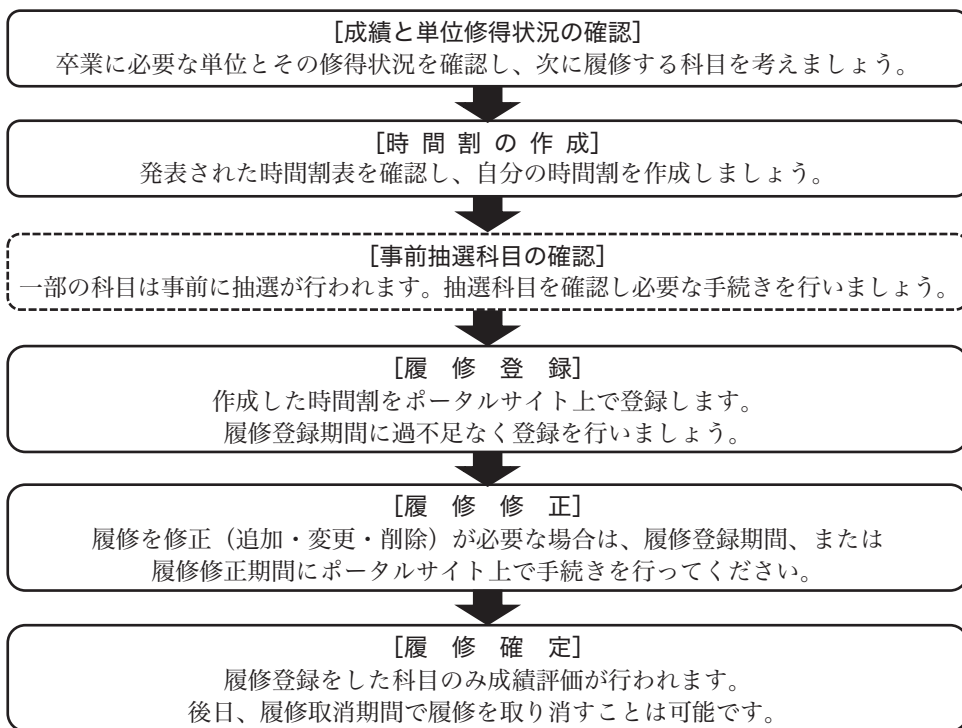 [成績と単位修得状況の確認]
卒業に必要な単位とその修得状況を確認し、次に履修する科目を考えましょう。
[時 間 割 の 作 成]
発表された時間割表を確認し、自分の時間割を作成しましょう。
[事前抽選科目の確認]
一部の科目は事前に抽選が行われます。抽選科目を確認し必要な手続きを行いましょう。
[履 修 登 録]
作成した時間割をポータルサイト上で登録します。
履修登録期間に過不足なく登録を行いましょう。
[履 修 修 正]
履修を修正（追加・変更・削除）が必要な場合は、履修登録期間、または
履修修正期間にポータルサイト上で手続きを行ってください。
[履 修 確 定]
履修登録をした科目のみ成績評価が行われます。
後日、履修取消期間で履修を取り消すことは可能です。